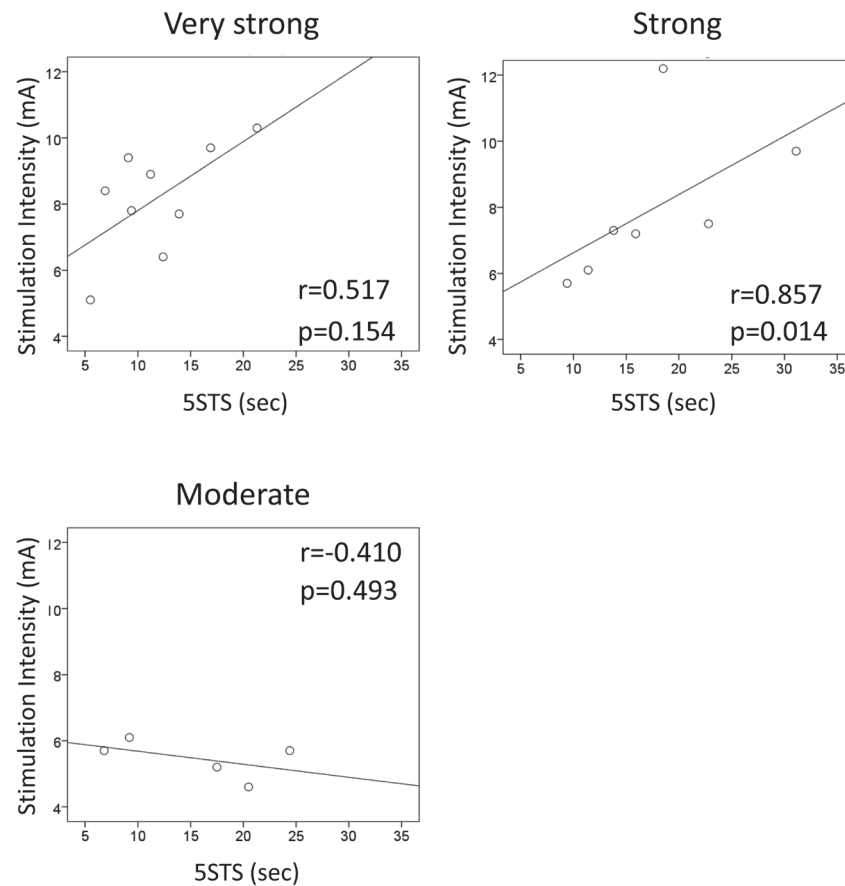 Very strong
Stimulation Intensity (mA)
12
10
8
6
4
r=0.517
p=0.154
5 10 15 20 25 30 35
5STS (sec)
Strong
Stimulation Intensity (mA)
12
10
8
6
4
r=0.857
p=0.014
5 10 15 20 25 30 35
5STS (sec)
Moderate
Stimulation Intensity (mA)
12
10
8
6
4
r=-0.410
p=0.493
5 10 15 20 25 30 35
5STS (sec)